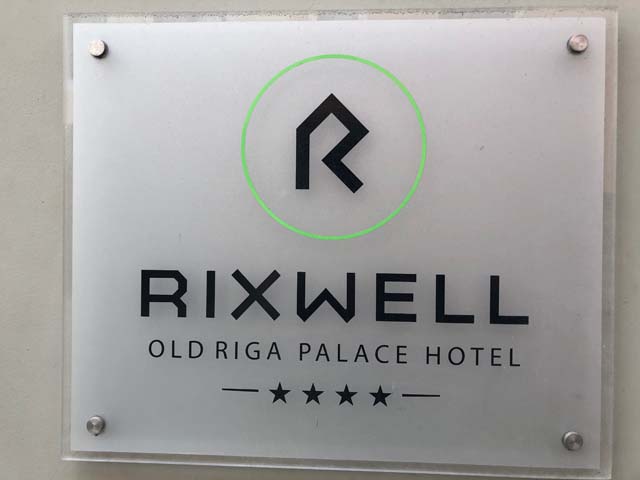 R
RIXWELL
OLD RIGA PALACE HOTEL
★★★★